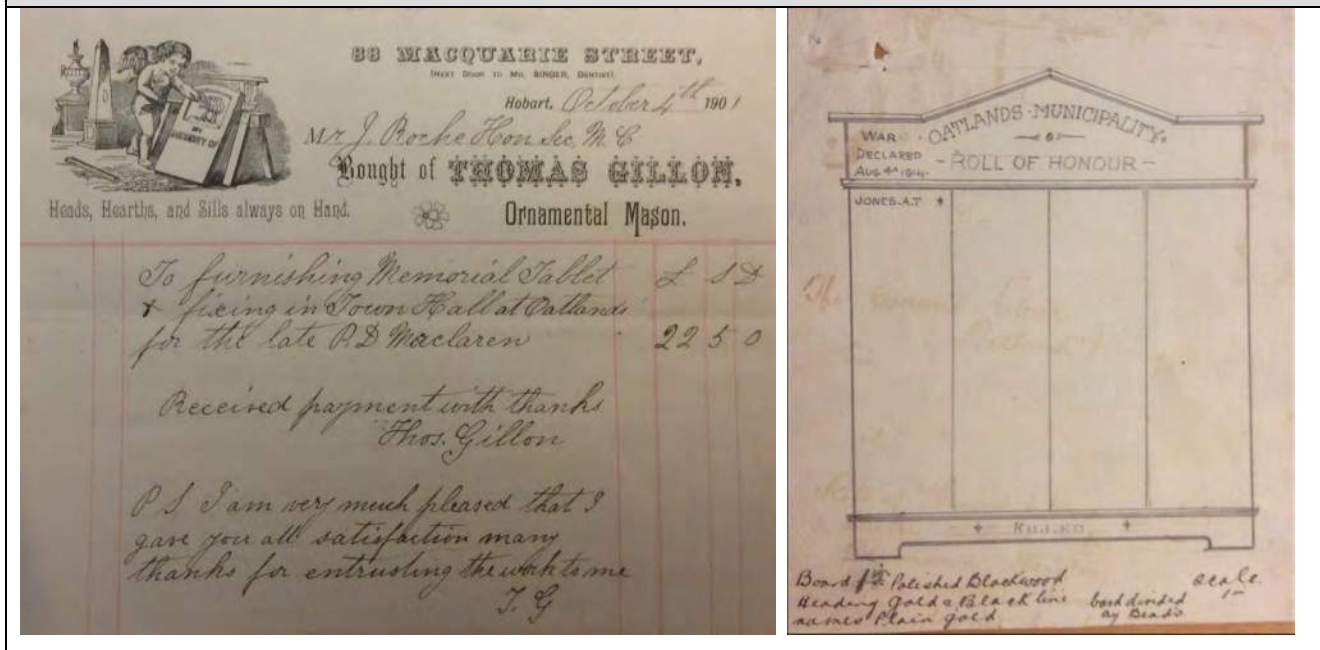 88 MACQUARIE STREET,
(NEXT DOOR TO MR. BINDER, DENTIST).
Hobart, October 4th 1901
Mr J. Roche Hon Sec M. C
Bought of THOMAS GILLON,
Heads, Hearths, and Sills always on Hand.
Ornamental Mason.
IN
MEMORY OF
To furnishing Memorial Tablet £ S D
& fixing in Town Hall at Oatlands
for the late P.D Maclaren 22 5 0
Received payment with thanks
Thos. Gillon
P S I am very much pleased that I
gave you all satisfaction many
thanks for entrusting the work to me
T. G
OATLANDS · MUNICIPALITY.
WAR
DECLARED
AUG 4th 1914.
- ROLL OF HONOUR -
JONES. A.T +
+ KILLED +
Board Polished Blackwood
Heading Gold & Black line
names Plain gold
back divided
by Beads
scale
1"